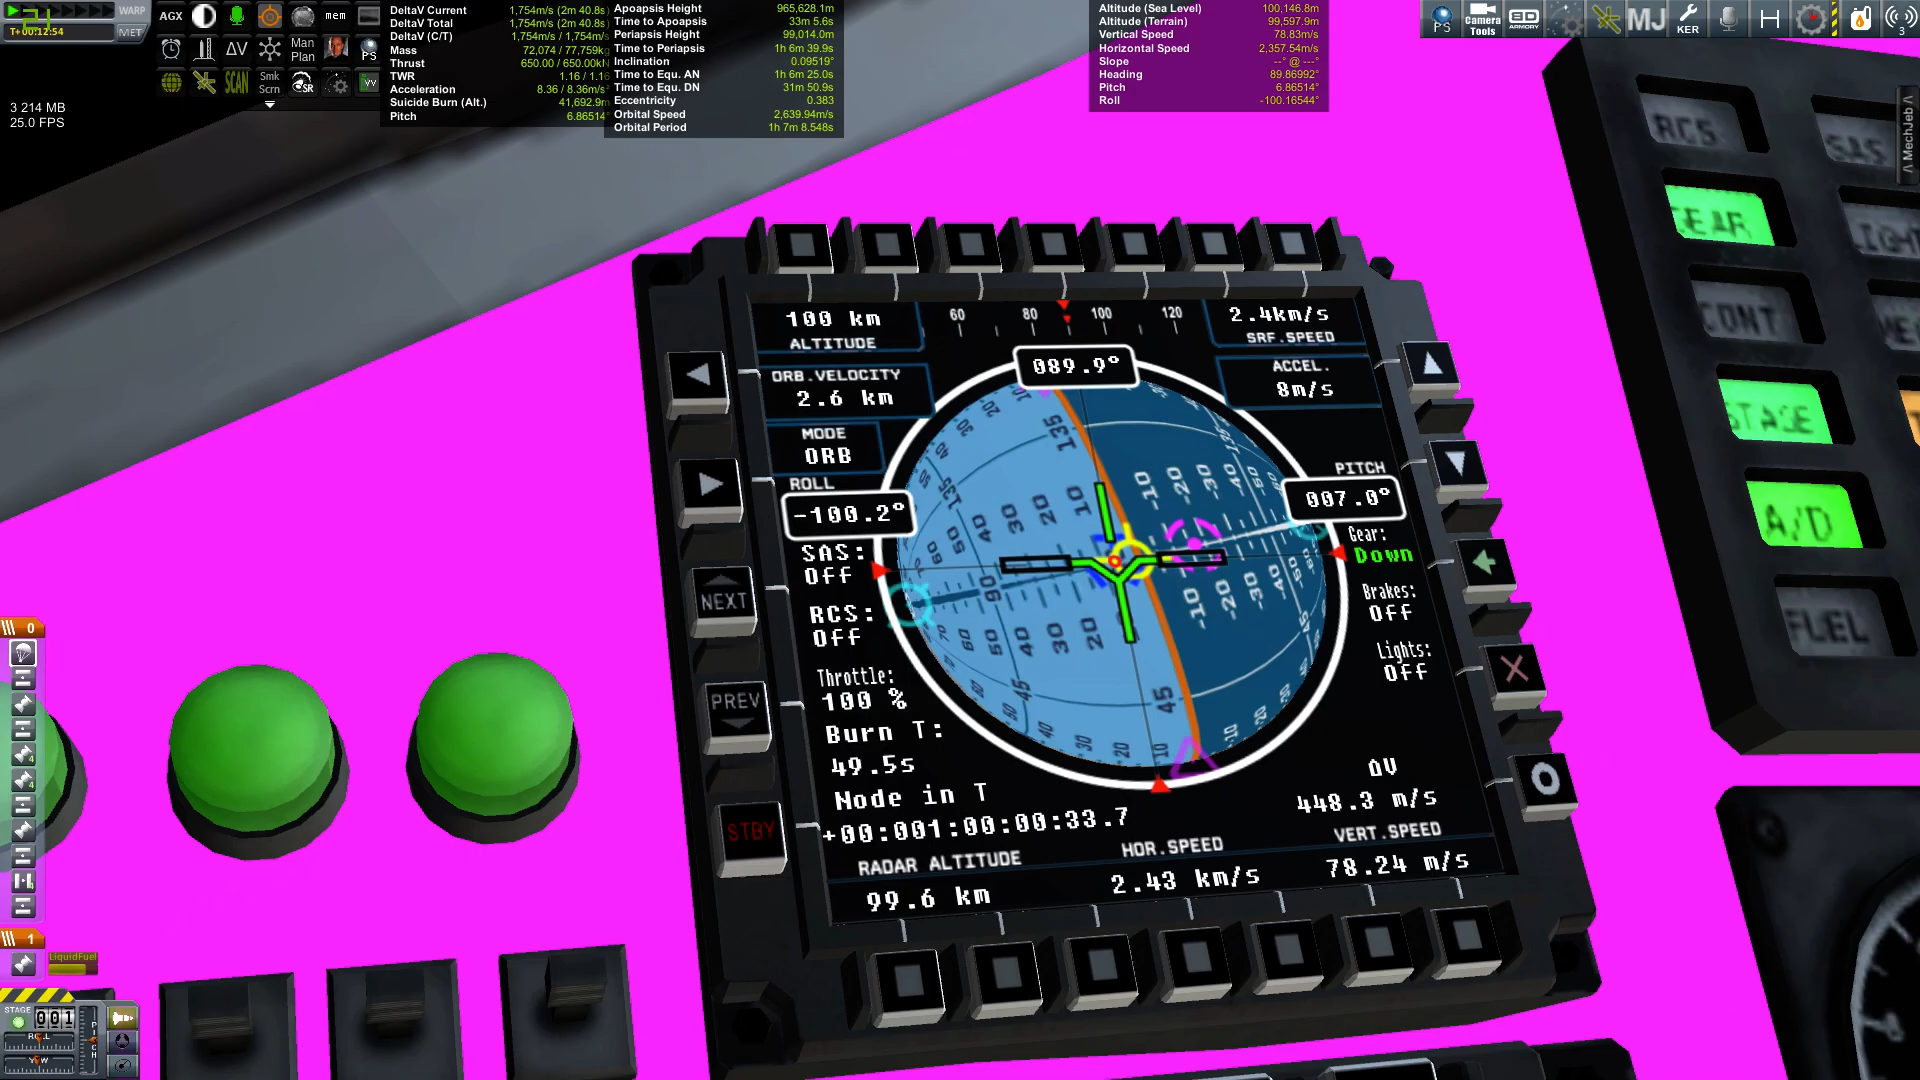 WARP
T+00:12:54
MET
3 214 MB
25.0 FPS
AGX
mem
ΔV
Man
Plan
PS
SCAN
Smk
Scrn
SR
DeltaV Current 1,754m/s (2m 40.8s)
DeltaV Total 1,754m/s (2m 40.8s)
DeltaV (C/T) 1,754m/s / 1,754m/s
Mass 72,074 / 77,759kg
Thrust 650.00 / 650.00kN
TWR 1.16 / 1.16
Acceleration 8.36 / 8.36m/s²
Suicide Burn (Alt.) 41,692.9m
Pitch 6.86514°
Apoapsis Height 965,628.1m
Time to Apoapsis 33m 5.6s
Periapsis Height 99,014.0m
Time to Periapsis 1h 6m 39.9s
Inclination 0.09519°
Time to Equ. AN 1h 6m 25.0s
Time to Equ. DN 31m 50.9s
Eccentricity 0.383
Orbital Speed 2,639.94m/s
Orbital Period 1h 7m 8.548s
Altitude (Sea Level) 100,146.8m
Altitude (Terrain) 99,597.9m
Vertical Speed 78.83m/s
Horizontal Speed 2,357.54m/s
Slope --° @ ---°
Heading 89.86992°
Pitch 6.86514°
Roll -100.16544°
PS
Camera
Tools
ARMORY
MJ
KER
3
/\ MechJeb /\
RCS
SAS
GEAR
CONT
STAGE
A/D
FUEL
100 km
ALTITUDE
60 80 100 120
2.4km/s
SRF.SPEED
ORB.VELOCITY
2.6 km
089.9°
ACCEL.
8m/s
MODE
ORB
ROLL
-100.2°
PITCH
007.0°
SAS:
Off
RCS:
Off
Gear:
Down
Brakes:
Off
Lights:
Off
Throttle:
100 %
Burn T:
49.5s
Node in T
+00:001:00:00:33.7
ΔV
448.3 m/s
RADAR ALTITUDE
99.6 km
HOR.SPEED
2.43 km/s
VERT.SPEED
78.24 m/s
NEXT
PREV
STBY
0
1
LiquidFuel
STAGE
001
ROLL
YAW
PITCH